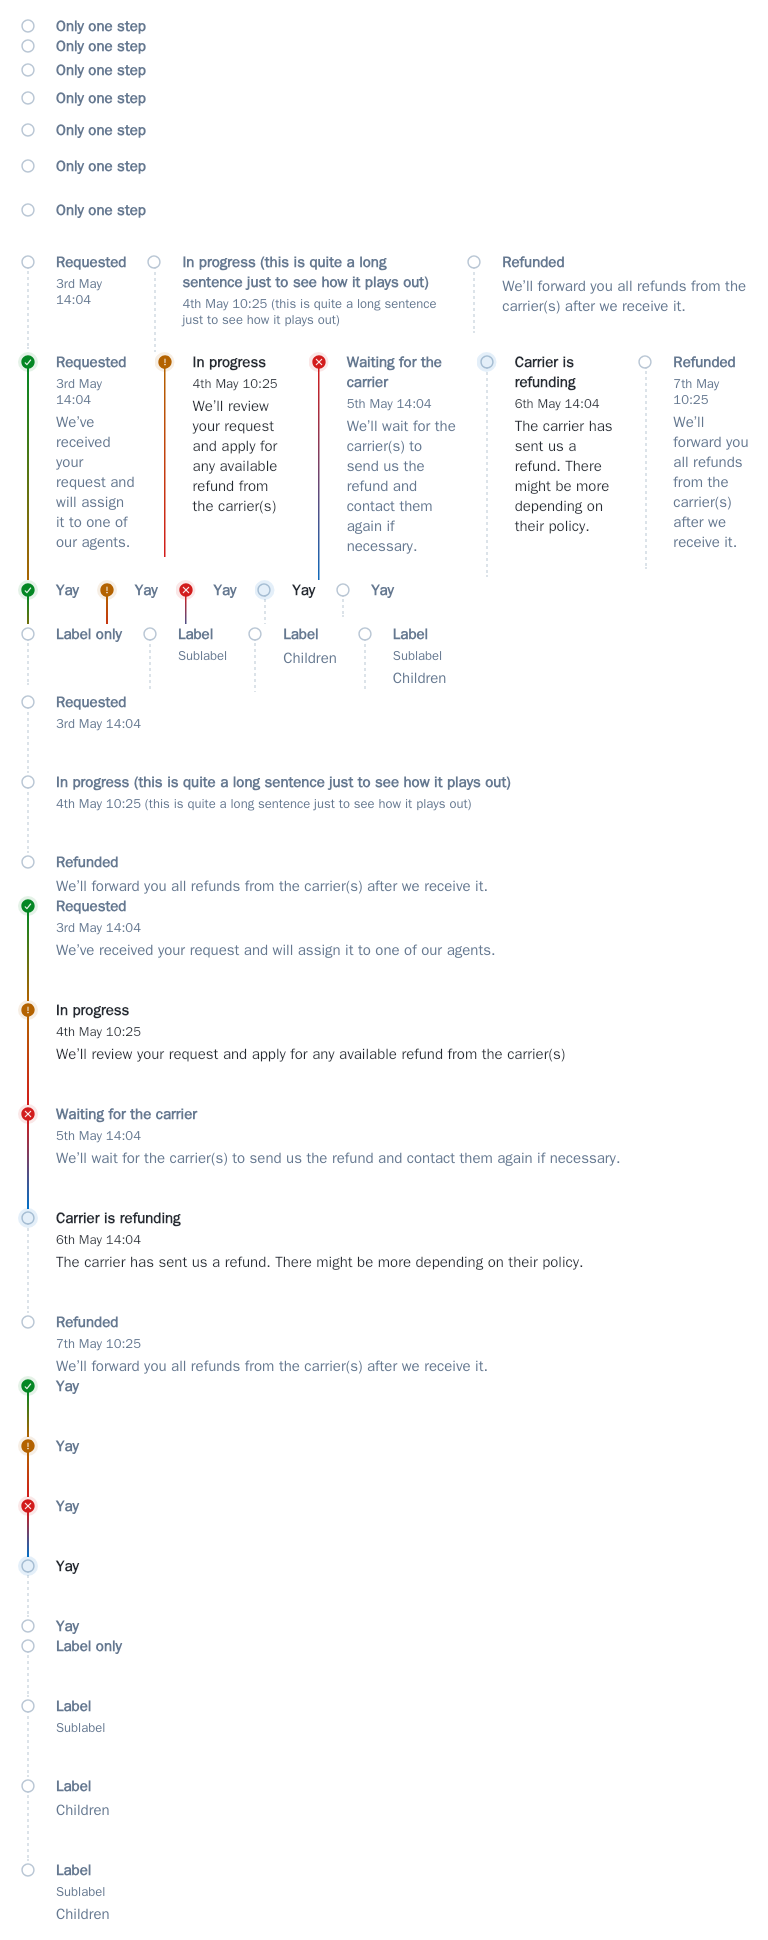 Only one step
Only one step
Only one step
Only one step
Only one step
Only one step
Only one step
Requested
3rd May
14:04
In progress (this is quite a long
sentence just to see how it plays out)
4th May 10:25 (this is quite a long sentence
just to see how it plays out)
Refunded
We'll forward you all refunds from the
carrier(s) after we receive it.
Requested
3rd May
14:04
We've
received
your
request and
will assign
it to one of
our agents.
In progress
4th May 10:25
We'll review
your request
and apply for
any available
refund from
the carrier(s)
Waiting for the
carrier
5th May 14:04
We'll wait for the
carrier(s) to
send us the
refund and
contact them
again if
necessary.
Carrier is
refunding
6th May 14:04
The carrier has
sent us a
refund. There
might be more
depending on
their policy.
Refunded
7th May
10:25
We'll
forward you
all refunds
from the
carrier(s)
after we
receive it.
Yay
Yay
Yay
Yay
Yay
Label only
Label
Sublabel
Label
Children
Label
Sublabel
Children
Requested
3rd May 14:04
In progress (this is quite a long sentence just to see how it plays out)
4th May 10:25 (this is quite a long sentence just to see how it plays out)
Refunded
We'll forward you all refunds from the carrier(s) after we receive it.
Requested
3rd May 14:04
We've received your request and will assign it to one of our agents.
In progress
4th May 10:25
We'll review your request and apply for any available refund from the carrier(s)
Waiting for the carrier
5th May 14:04
We'll wait for the carrier(s) to send us the refund and contact them again if necessary.
Carrier is refunding
6th May 14:04
The carrier has sent us a refund. There might be more depending on their policy.
Refunded
7th May 10:25
We'll forward you all refunds from the carrier(s) after we receive it.
Yay
Yay
Yay
Yay
Yay
Label only
Label
Sublabel
Label
Children
Label
Sublabel
Children